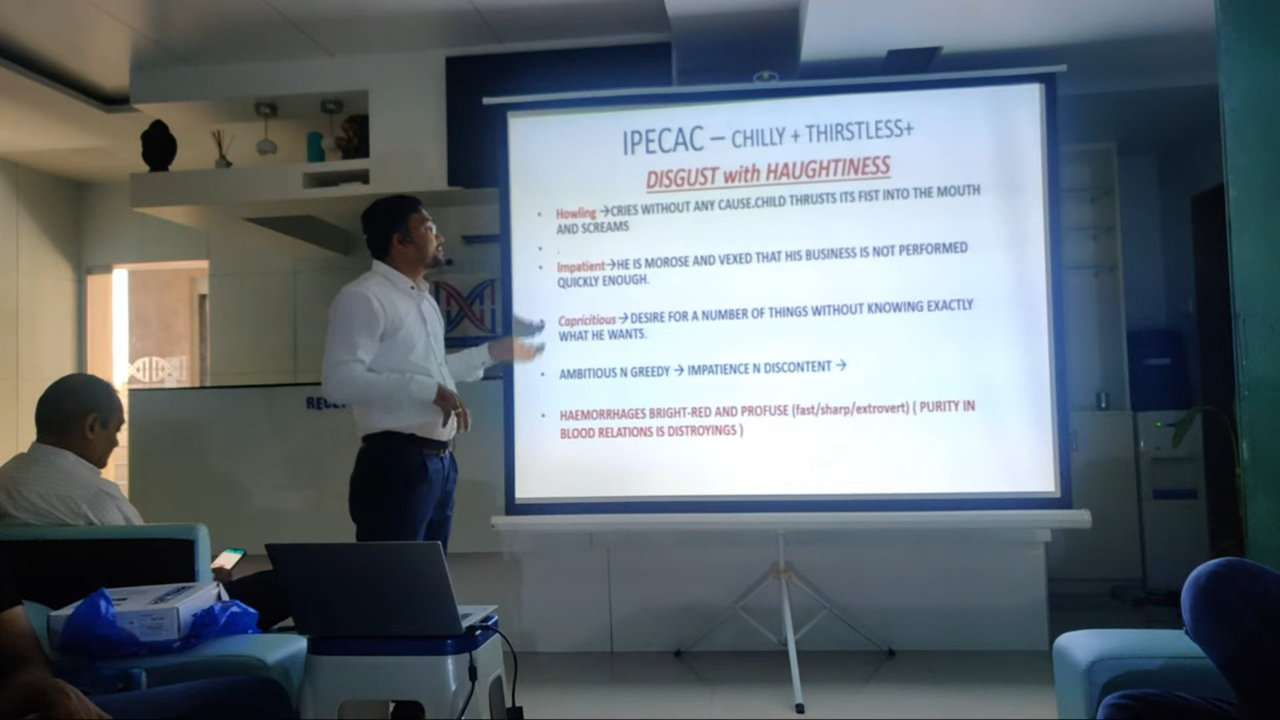 IPECAC – CHILLY + THIRSTLESS+
DISGUST with HAUGHTINESS
• Howling →CRIES WITHOUT ANY CAUSE.CHILD THRUSTS ITS FIST INTO THE MOUTH
AND SCREAMS
• .
• Impatient→HE IS MOROSE AND VEXED THAT HIS BUSINESS IS NOT PERFORMED
QUICKLY ENOUGH.
• Capricitious →DESIRE FOR A NUMBER OF THINGS WITHOUT KNOWING EXACTLY
WHAT HE WANTS.
• AMBITIOUS N GREEDY → IMPATIENCE N DISCONTENT →
• HAEMORRHAGES BRIGHT-RED AND PROFUSE (fast/sharp/extrovert) ( PURITY IN
BLOOD RELATIONS IS DISTROYINGS )